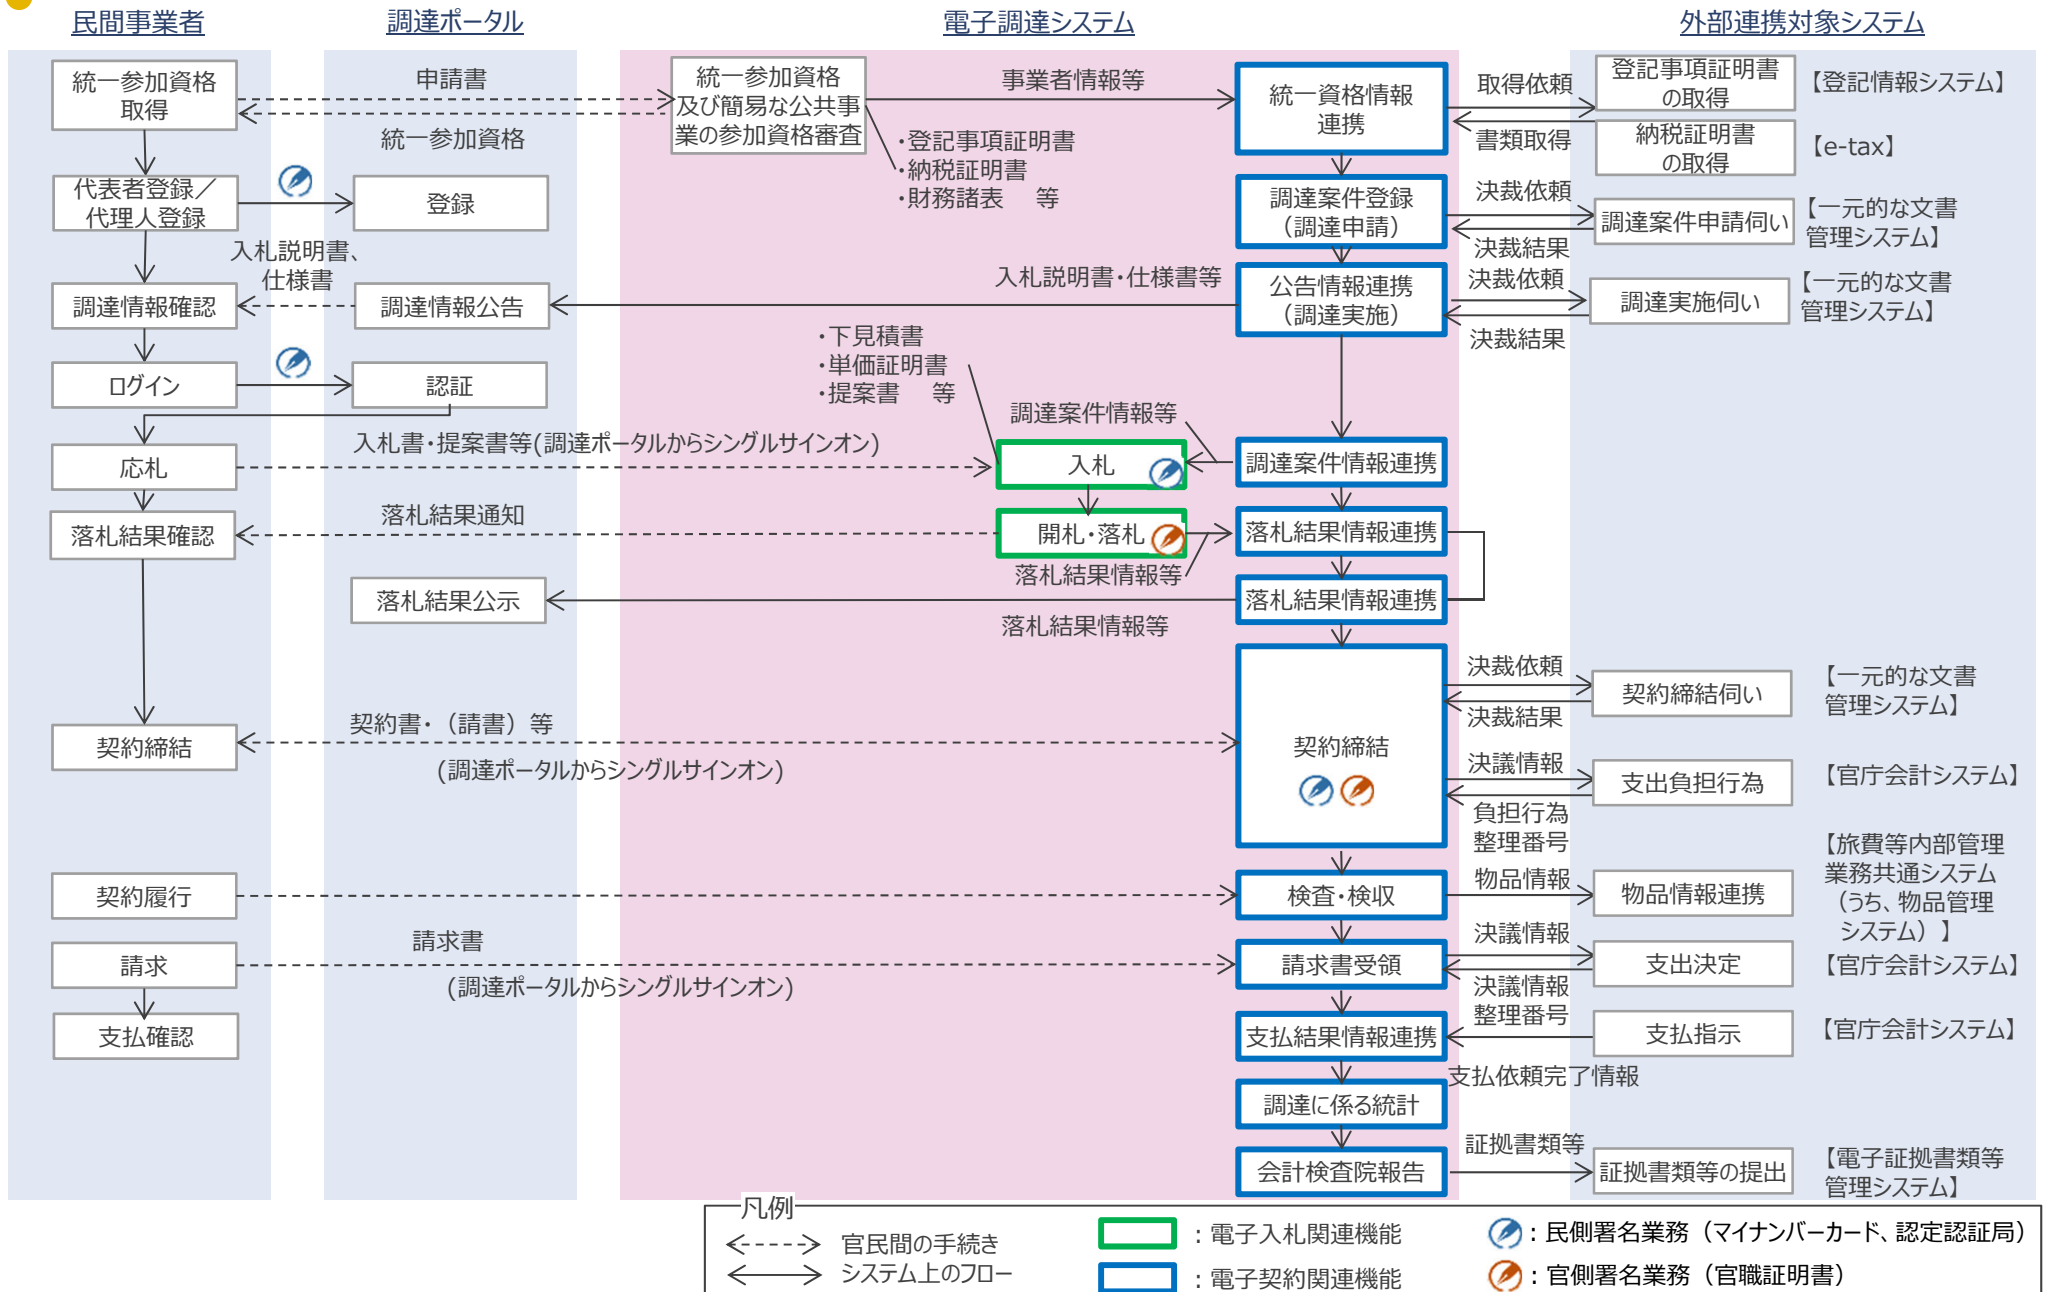 民間事業者
調達ポータル
電子調達システム
外部連携対象システム
統一参加資格
取得
申請書
統一参加資格
統一参加資格
及び簡易な公共事
業の参加資格審査
事業者情報等
・登記事項証明書
・納税証明書
・財務諸表　等
統一資格情報
連携
取得依頼
書類取得
登記事項証明書
の取得
【登記情報システム】
納税証明書
の取得
【e-tax】
代表者登録／
代理人登録
登録
調達案件登録
（調達申請）
決裁依頼
決裁結果
調達案件申請伺い
【一元的な文書
管理システム】
入札説明書、
仕様書
調達情報確認
調達情報公告
入札説明書・仕様書等
公告情報連携
（調達実施）
決裁依頼
決裁結果
調達実施伺い
【一元的な文書
管理システム】
・下見積書
・単価証明書
・提案書　等
ログイン
認証
調達案件情報等
応札
入札書・提案書等(調達ポータルからシングルサインオン)
入札
調達案件情報連携
落札結果確認
落札結果通知
開札・落札
落札結果情報連携
落札結果情報等
落札結果公示
落札結果情報連携
落札結果情報等
契約締結
契約書・（請書）等
(調達ポータルからシングルサインオン)
契約締結
決裁依頼
決裁結果
契約締結伺い
【一元的な文書
管理システム】
決議情報
負担行為
整理番号
支出負担行為
【官庁会計システム】
契約履行
検査・検収
物品情報
物品情報連携
【旅費等内部管理
業務共通システム
（うち、物品管理
システム）】
請求
請求書
(調達ポータルからシングルサインオン)
請求書受領
決議情報
決議情報
整理番号
支出決定
【官庁会計システム】
支払確認
支払結果情報連携
支払指示
【官庁会計システム】
支払依頼完了情報
調達に係る統計
会計検査院報告
証拠書類等
証拠書類等の提出
【電子証拠書類等
管理システム】
凡例
官民間の手続き
システム上のフロー
：電子入札関連機能
：電子契約関連機能
：民側署名業務（マイナンバーカード、認定認証局）
：官側署名業務（官職証明書）